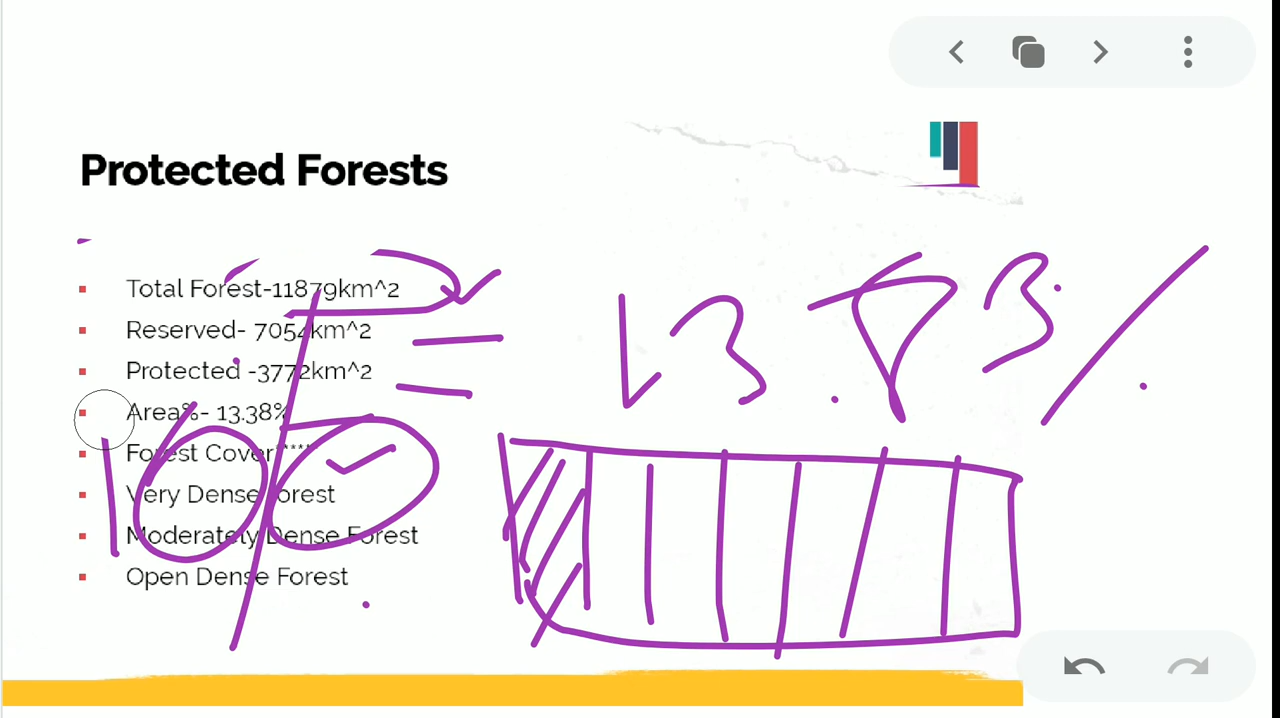 Protected Forests
Total Forest-11879km^2
Reserved- 7054km^2
Protected -3772km^2
Area%- 13.38%
Forest Cover****
Very Dense Forest
Moderately Dense Forest
Open Dense Forest
13.83%